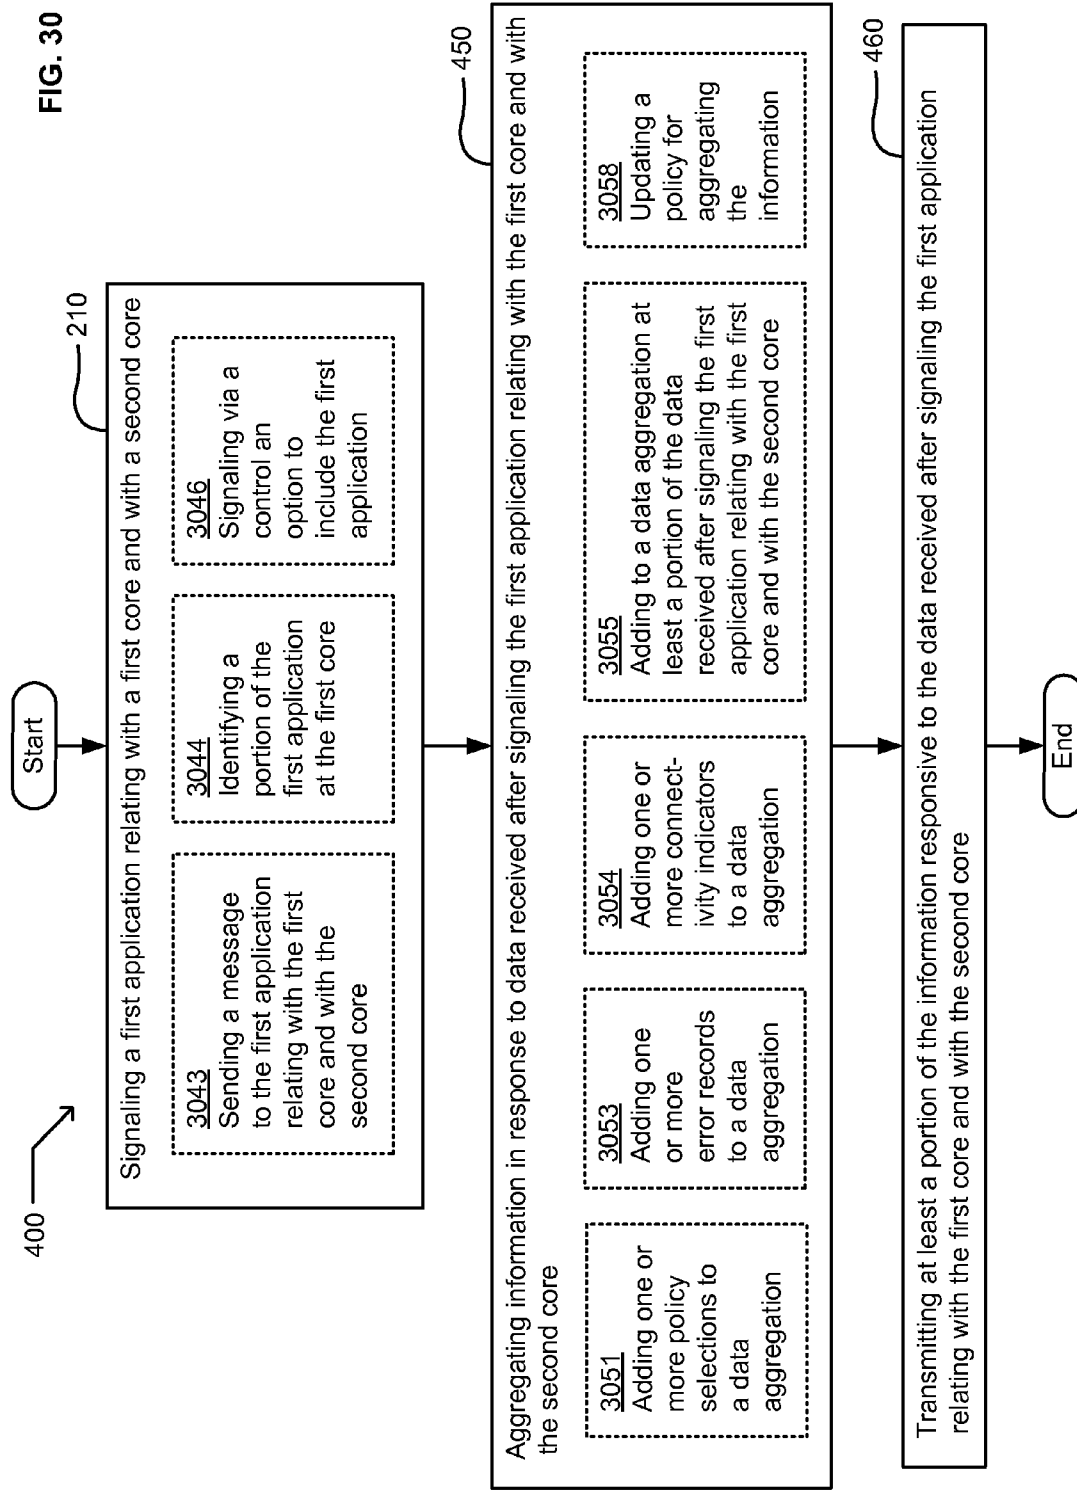 FIG. 30
400
Start
210
Signaling a first application relating with a first core and with a second core
3043
Sending a message
to the first application
relating with the first
core and with the
second core
3044
Identifying a
portion of the
first application
at the first core
3046
Signaling via a
control an
option to
include the first
application
450
Aggregating information in response to data received after signaling the first application relating with the first core and with
the second core
3051
Adding one or
more policy
selections to
a data
aggregation
3053
Adding one
or more
error records
to a data
aggregation
3054
Adding one or
more connect-
ivity indicators
to a data
aggregation
3055
Adding to a data aggregation at
least a portion of the data
received after signaling the first
application relating with the first
core and with the second core
3058
Updating a
policy for
aggregating
the
information
460
Transmitting at least a portion of the information responsive to the data received after signaling the first application
relating with the first core and with the second core
End